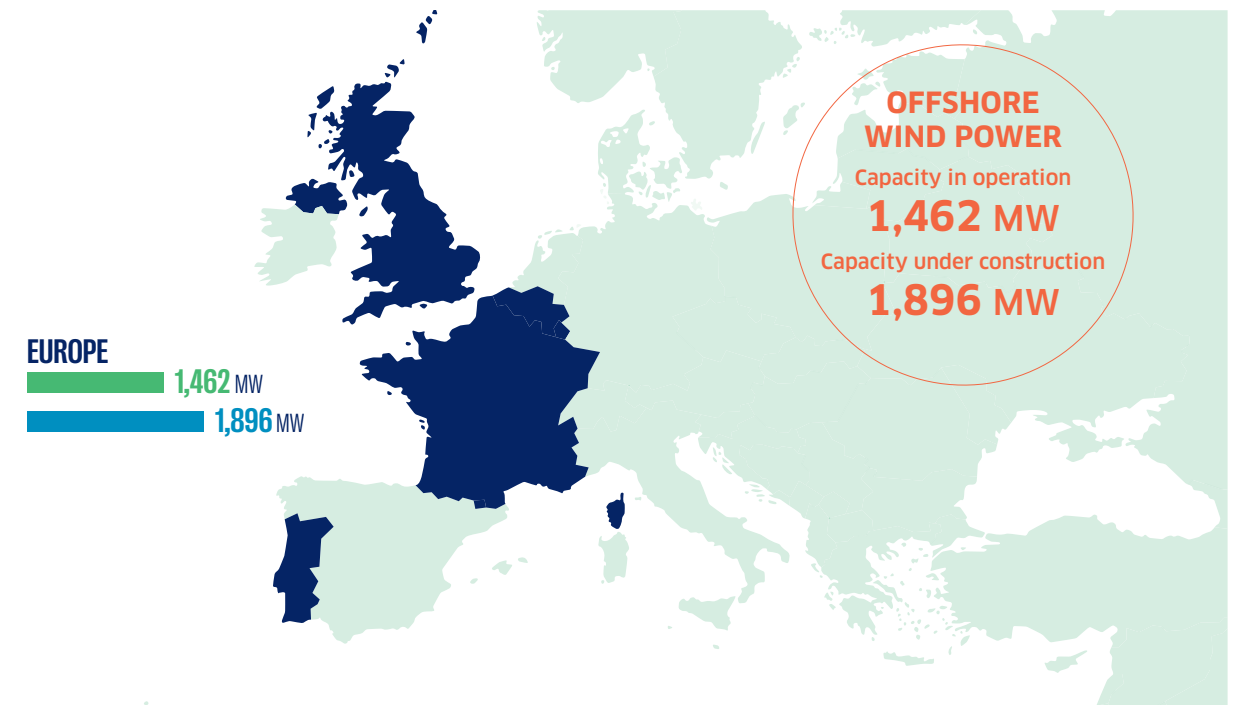 OFFSHORE
WIND POWER
Capacity in operation
1,462 MW
Capacity under construction
1,896 MW
EUROPE
1,462 MW
1,896 MW